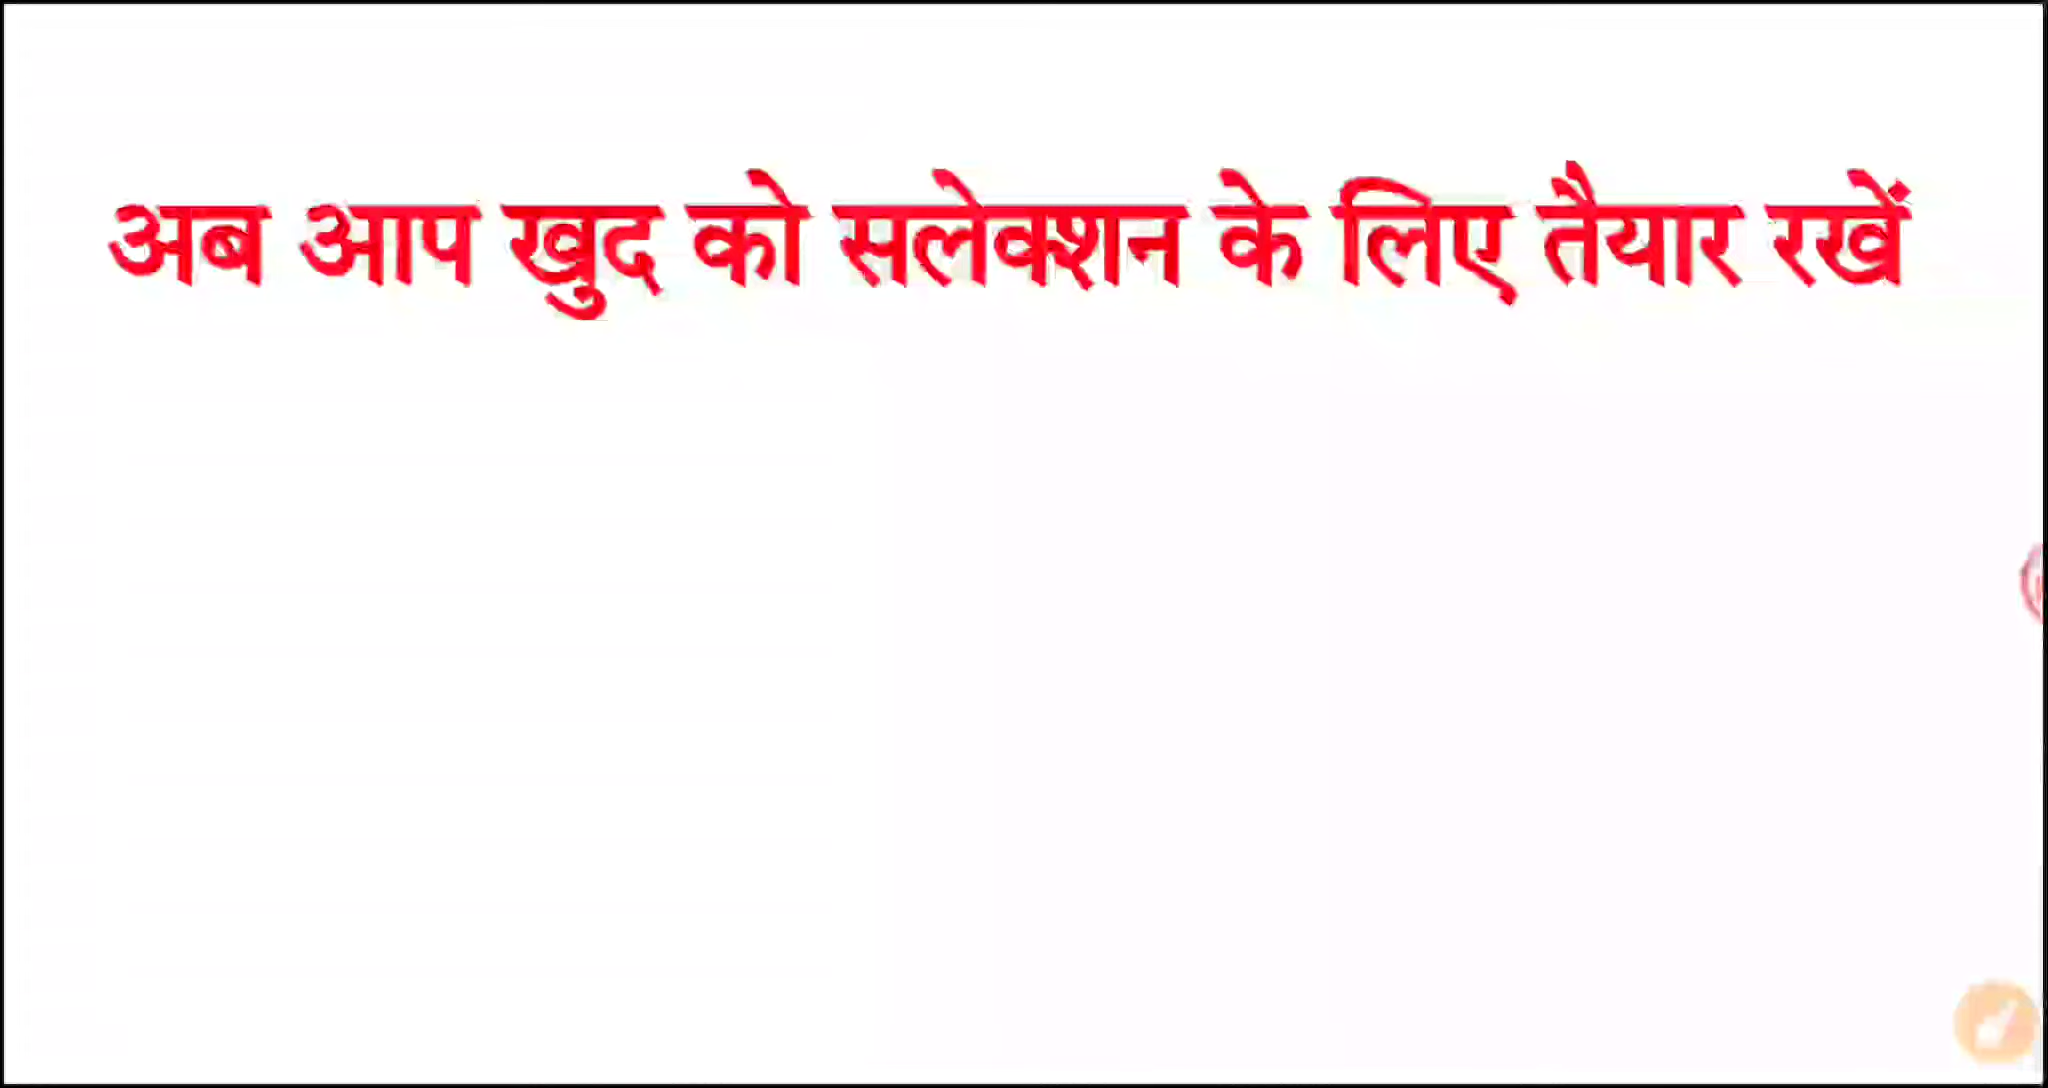 अब आप खुद को सलेक्शन के लिए तैयार रखें